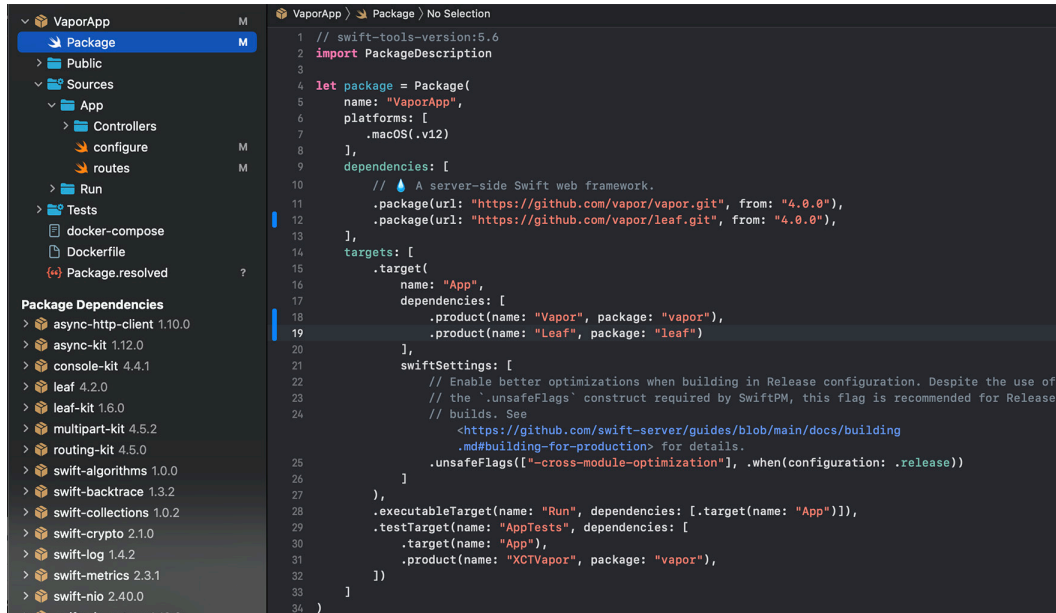 VaporApp M
Package M
Public
Sources
App
Controllers
configure M
routes M
Run
Tests
docker-compose
Dockerfile
Package.resolved ?
Package Dependencies
async-http-client 1.10.0
async-kit 1.12.0
console-kit 4.4.1
leaf 4.2.0
leaf-kit 1.6.0
multipart-kit 4.5.2
routing-kit 4.5.0
swift-algorithms 1.0.0
swift-backtrace 1.3.2
swift-collections 1.0.2
swift-crypto 2.1.0
swift-log 1.4.2
swift-metrics 2.3.1
swift-nio 2.40.0
VaporApp 〉 Package 〉 No Selection
1 // swift-tools-version:5.6
2 import PackageDescription
3
4 let package = Package(
5 name: "VaporApp",
6 platforms: [
7 .macOS(.v12)
8 ],
9 dependencies: [
10 // 💧 A server-side Swift web framework.
11 .package(url: "https://github.com/vapor/vapor.git", from: "4.0.0"),
12 .package(url: "https://github.com/vapor/leaf.git", from: "4.0.0"),
13 ],
14 targets: [
15 .target(
16 name: "App",
17 dependencies: [
18 .product(name: "Vapor", package: "vapor"),
19 .product(name: "Leaf", package: "leaf")
20 ],
21 swiftSettings: [
22 // Enable better optimizations when building in Release configuration. Despite the use of
23 // the `.unsafeFlags` construct required by SwiftPM, this flag is recommended for Release
24 // builds. See
<https://github.com/swift-server/guides/blob/main/docs/building
.md#building-for-production> for details.
25 .unsafeFlags(["-cross-module-optimization"], .when(configuration: .release))
26 ]
27 ),
28 .executableTarget(name: "Run", dependencies: [.target(name: "App")]),
29 .testTarget(name: "AppTests", dependencies: [
30 .target(name: "App"),
31 .product(name: "XCTVapor", package: "vapor"),
32 ])
33 ]
34 )